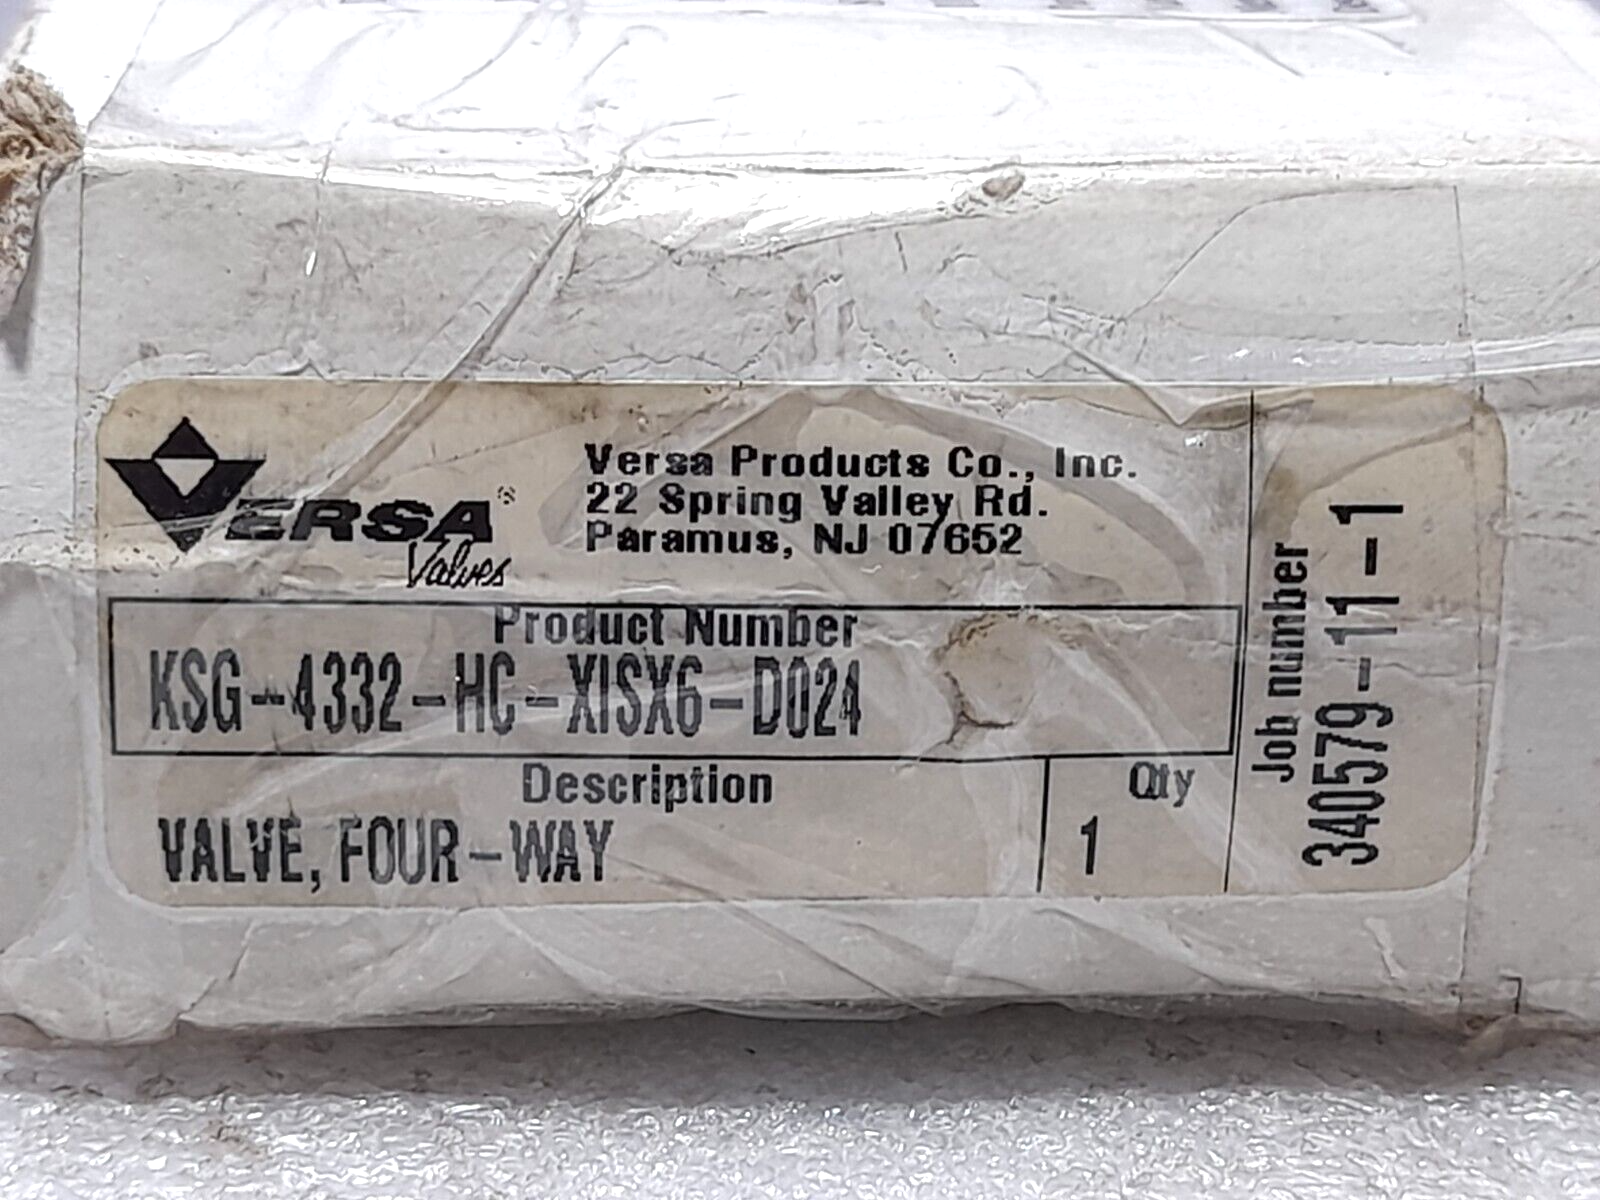 VERSA®
Valves
Versa Products Co., Inc.
22 Spring Valley Rd.
Paramus, NJ 07652
Product Number
KSG-4332-HC-XISX6-D024
Description
VALVE, FOUR-WAY
Qty
1
Job number
340579-11-1